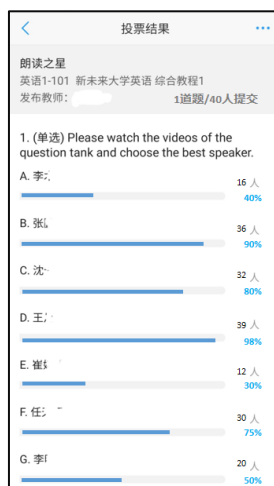 投票结果
朗读之星
英语1-101 新未来大学英语 综合教程1
发布教师：
1道题/40人提交
1. (单选) Please watch the videos of the
question tank and choose the best speaker.
A. 李
16 人
40%
B. 张
36 人
90%
C. 沈
32 人
80%
D. 王
39 人
98%
E. 崔
12 人
30%
F. 任
30 人
75%
G. 李
20 人
50%